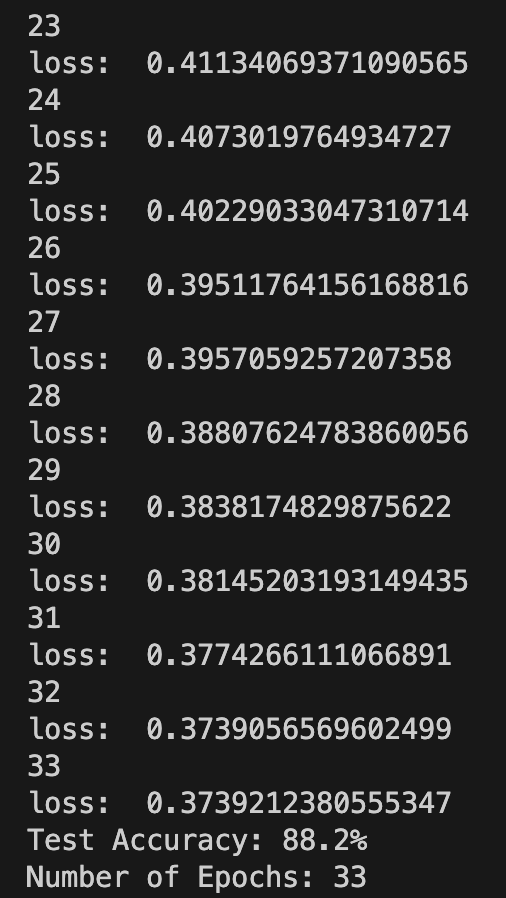 23
loss:  0.41134069371090565
24
loss:  0.4073019764934727
25
loss:  0.40229033047310714
26
loss:  0.39511764156168816
27
loss:  0.3957059257207358
28
loss:  0.38807624783860056
29
loss:  0.3838174829875622
30
loss:  0.38145203193149435
31
loss:  0.3774266111066891
32
loss:  0.3739056569602499
33
loss:  0.3739212380555347
Test Accuracy: 88.2%
Number of Epochs: 33